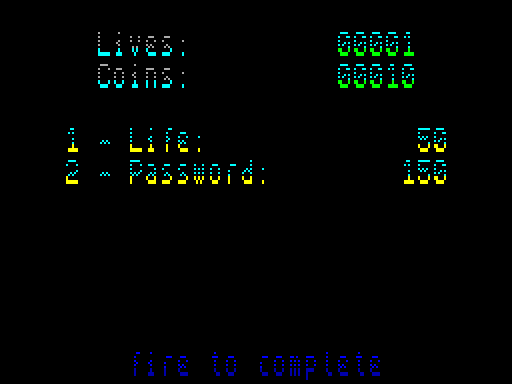 Lives: 00001
Coins: 00010
1 - Life: 50
2 - Password: 150
fire to complete